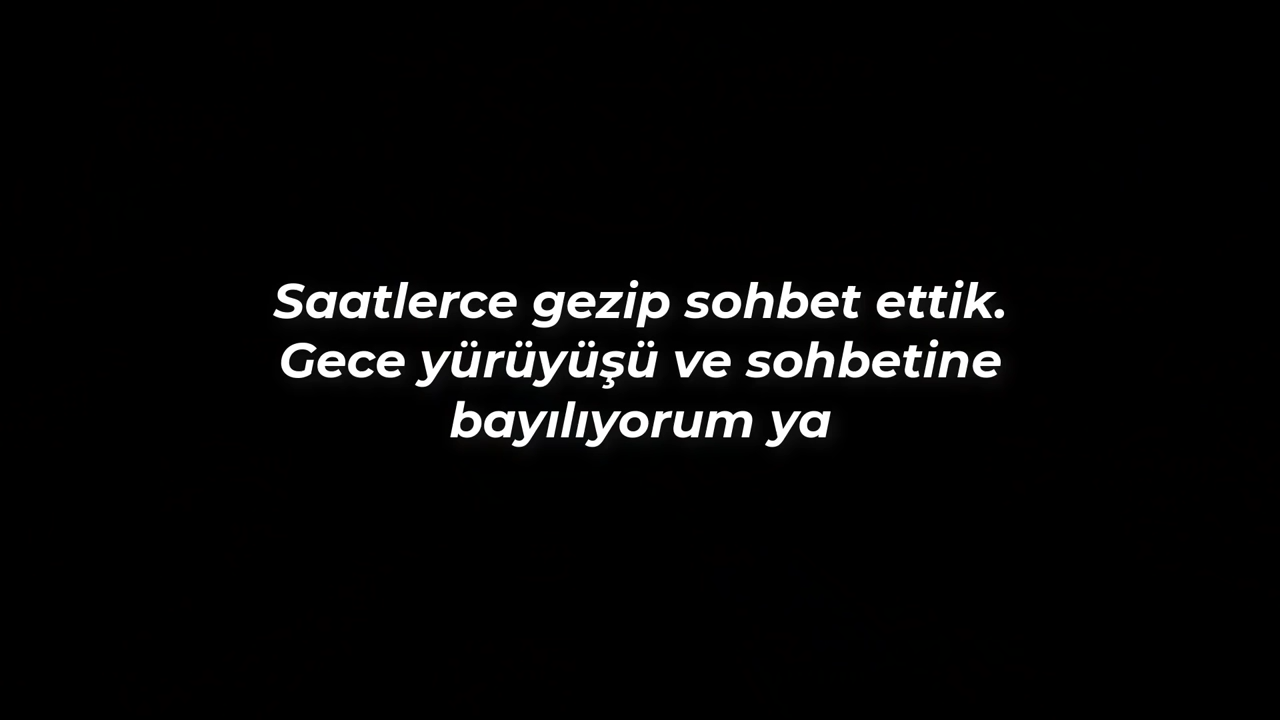 Saatlerce gezip sohbet ettik.
Gece yürüyüşü ve sohbetine
bayılıyorum ya